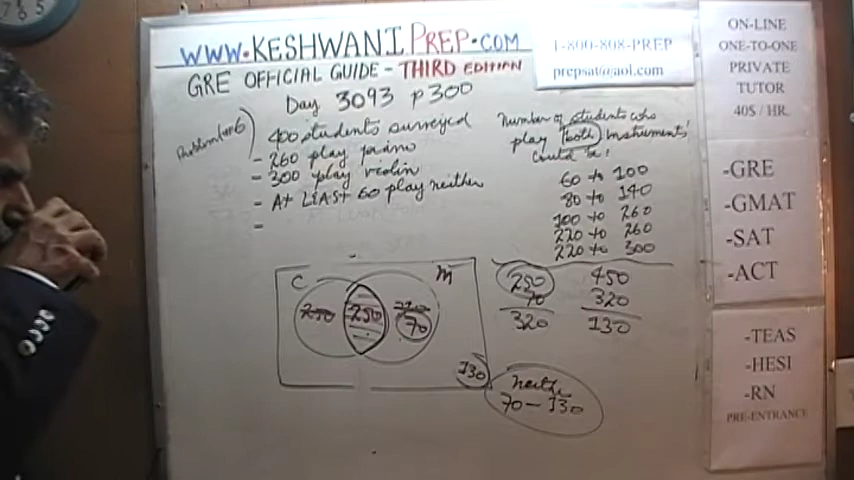 WWW.KESHWANIPREP.COM
GRE OFFICIAL GUIDE - THIRD EDITION
Day 3093 p300
400 students surveyed
- 260 play piano
- 300 play violin
- At LEAST 60 play neither
-
Number of students who
play (both) instruments
could be:
60 to 100
80 to 140
100 to 260
220 to 260
220 to 300
C
M
250
250
70
130
250
70
320
450
320
130
neither
70 - 130
1-800-808-PREP
prepsat@aol.com
ON-LINE
ONE-TO-ONE
PRIVATE
TUTOR
40$ / HR.
-GRE
-GMAT
-SAT
-ACT
-TEAS
-HESI
-RN
PRE-ENTRANCE